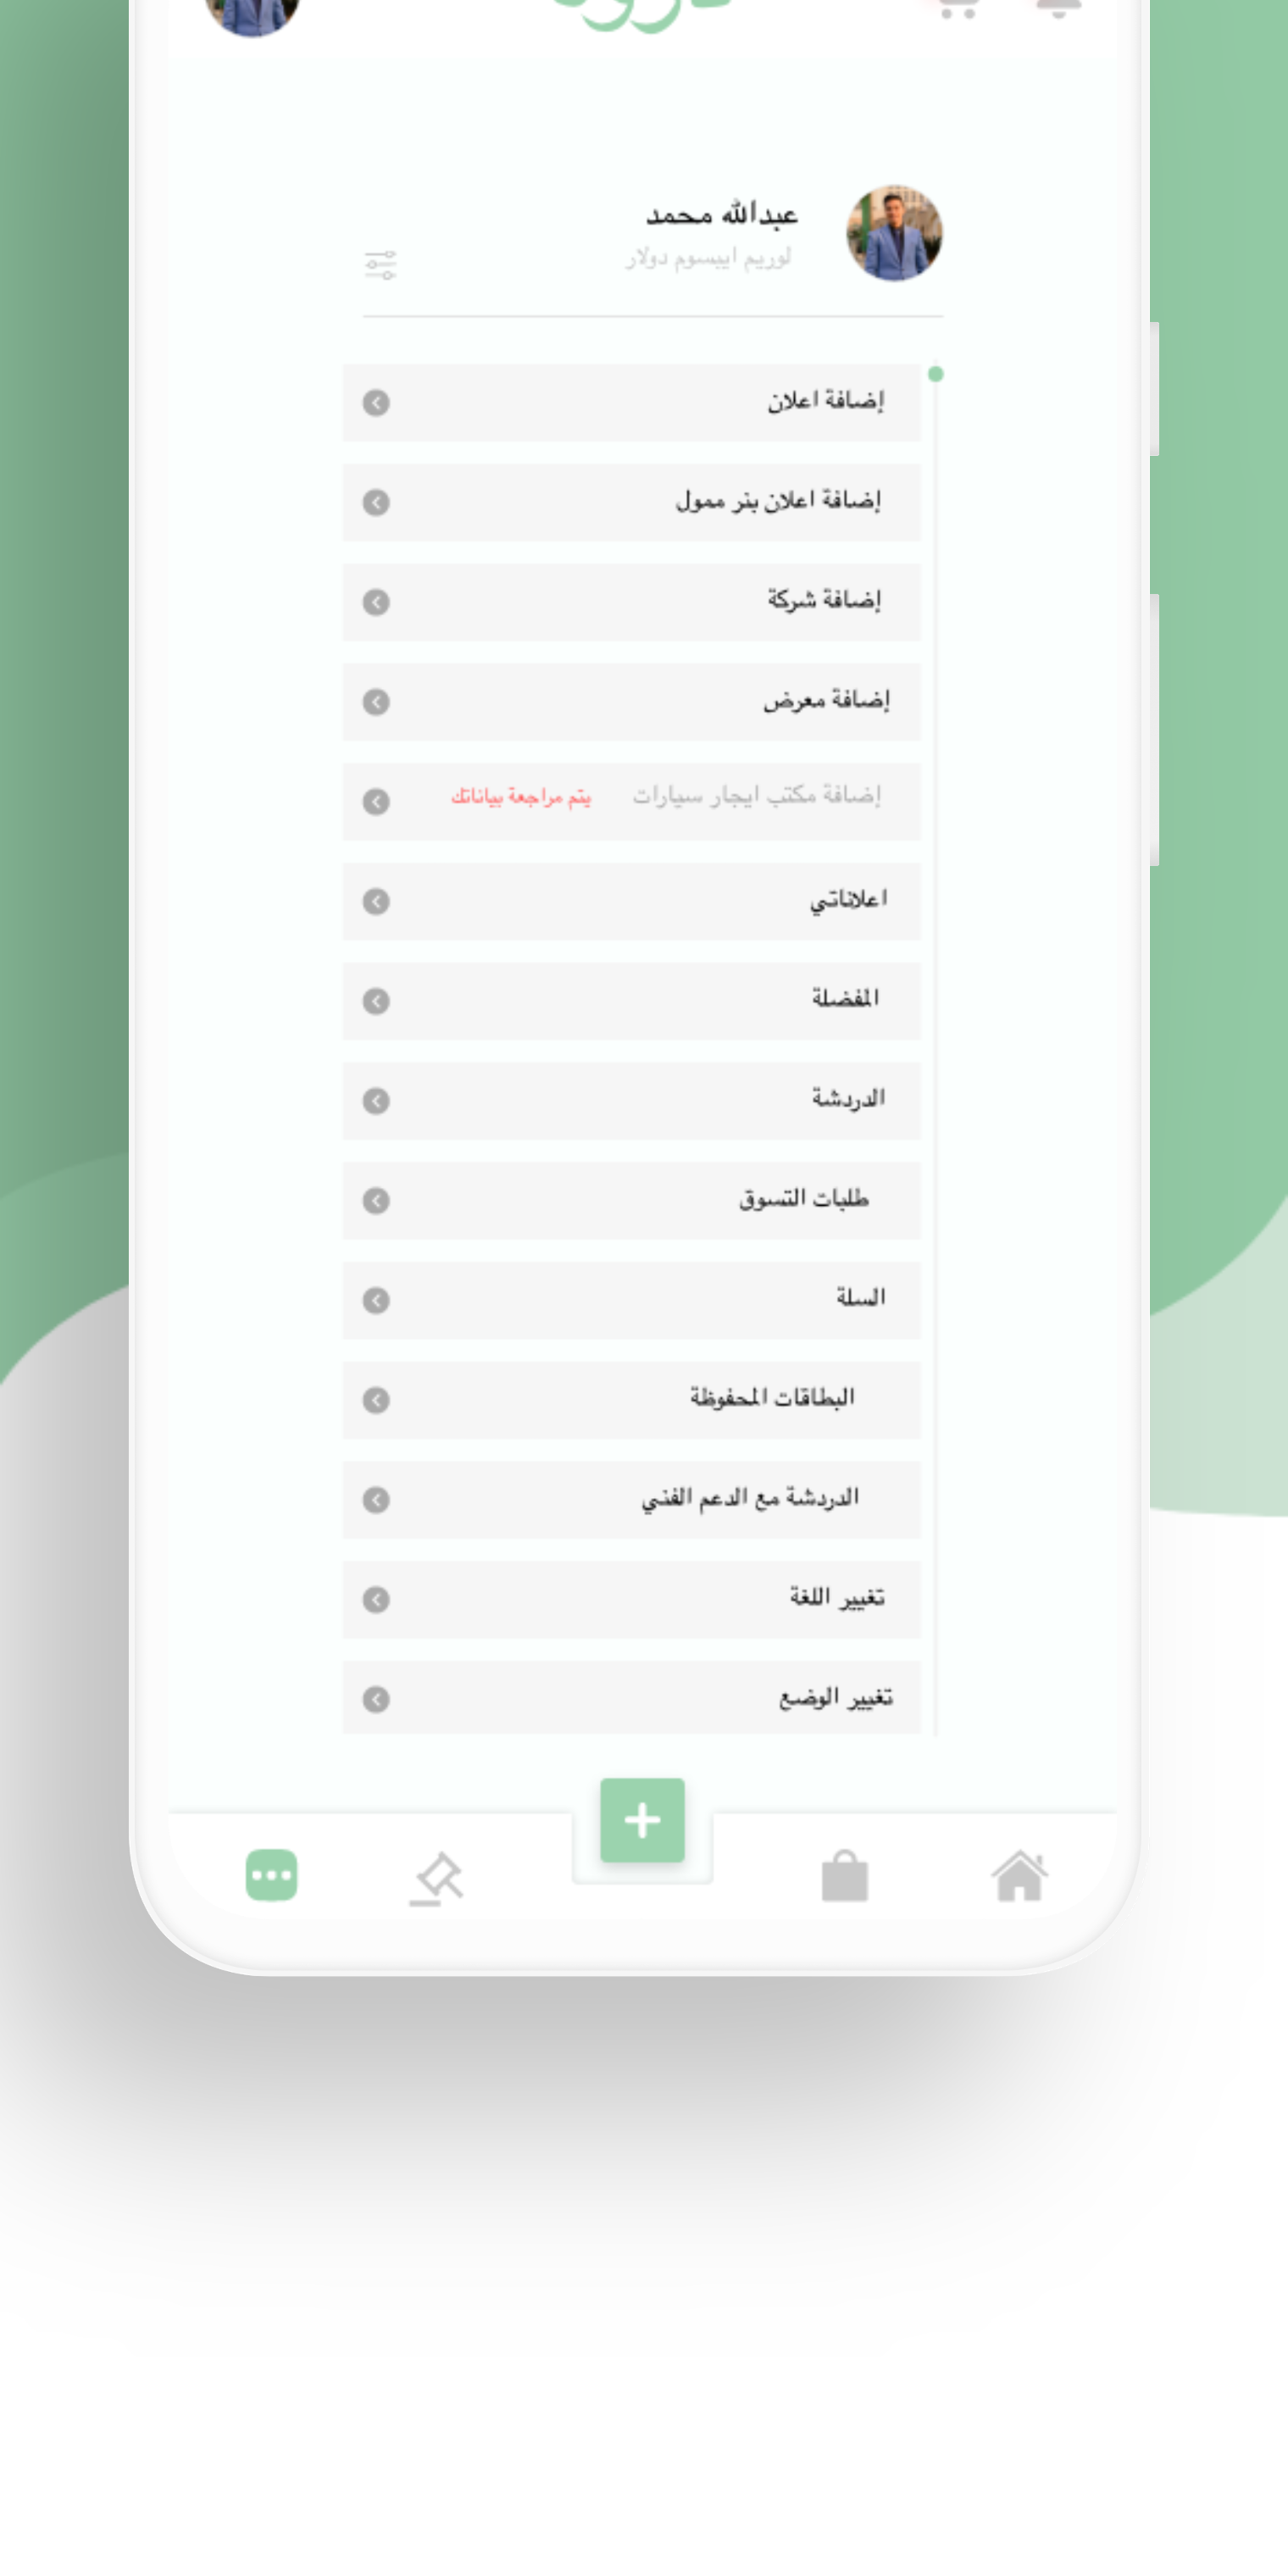 عبدالله محمد
لوريم ايبسوم دولار
إضافة اعلان
إضافة اعلان بنر ممول
إضافة شركة
إضافة معرض
إضافة مكتب ايجار سيارات يتم مراجعة بياناتك
اعلاناتي
المفضلة
الدردشة
طلبات التسوق
السلة
البطاقات المحفوظة
الدردشة مع الدعم الفني
تغيير اللغة
تغيير الوضع